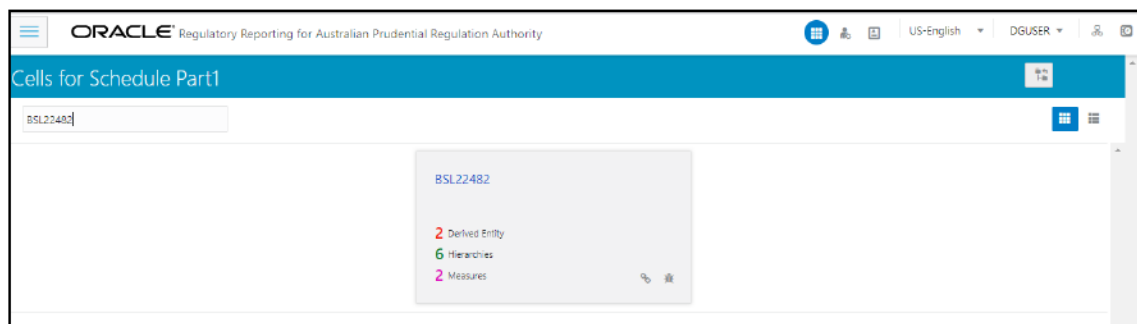 ORACLE® Regulatory Reporting for Australian Prudential Regulation Authority US-English DGUSER
Cells for Schedule Part1
BSL22482
BSL22482
2 Derived Entity
6 Hierarchies
2 Measures